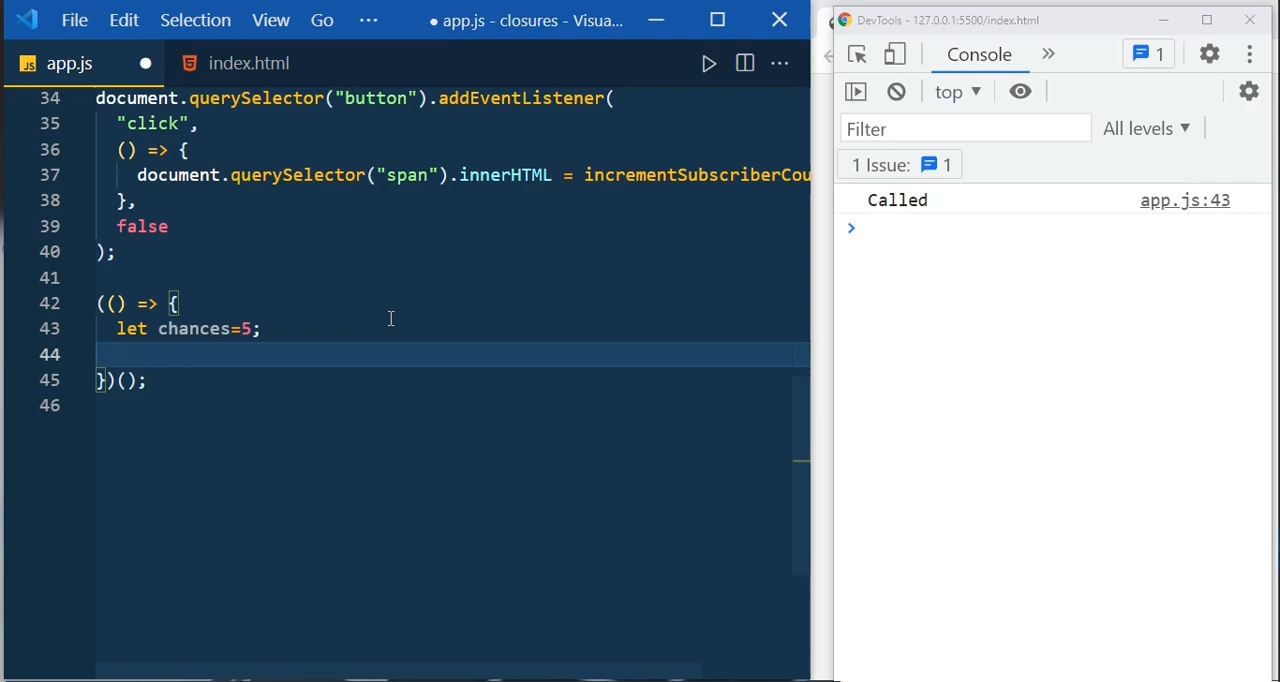 File Edit Selection View Go ··· ● app.js - closures - Visua...
JS app.js ● index.html ···
34 document.querySelector("button").addEventListener(
35 "click",
36 () => {
37 document.querySelector("span").innerHTML = incrementSubscriberCou
38 },
39 false
40 );
41
42 (() => {
43 let chances=5;
44
45 })();
46
DevTools - 127.0.0.1:5500/index.html
Console » 1
top ▼
Filter All levels ▼
1 Issue: 1
Called app.js:43
>